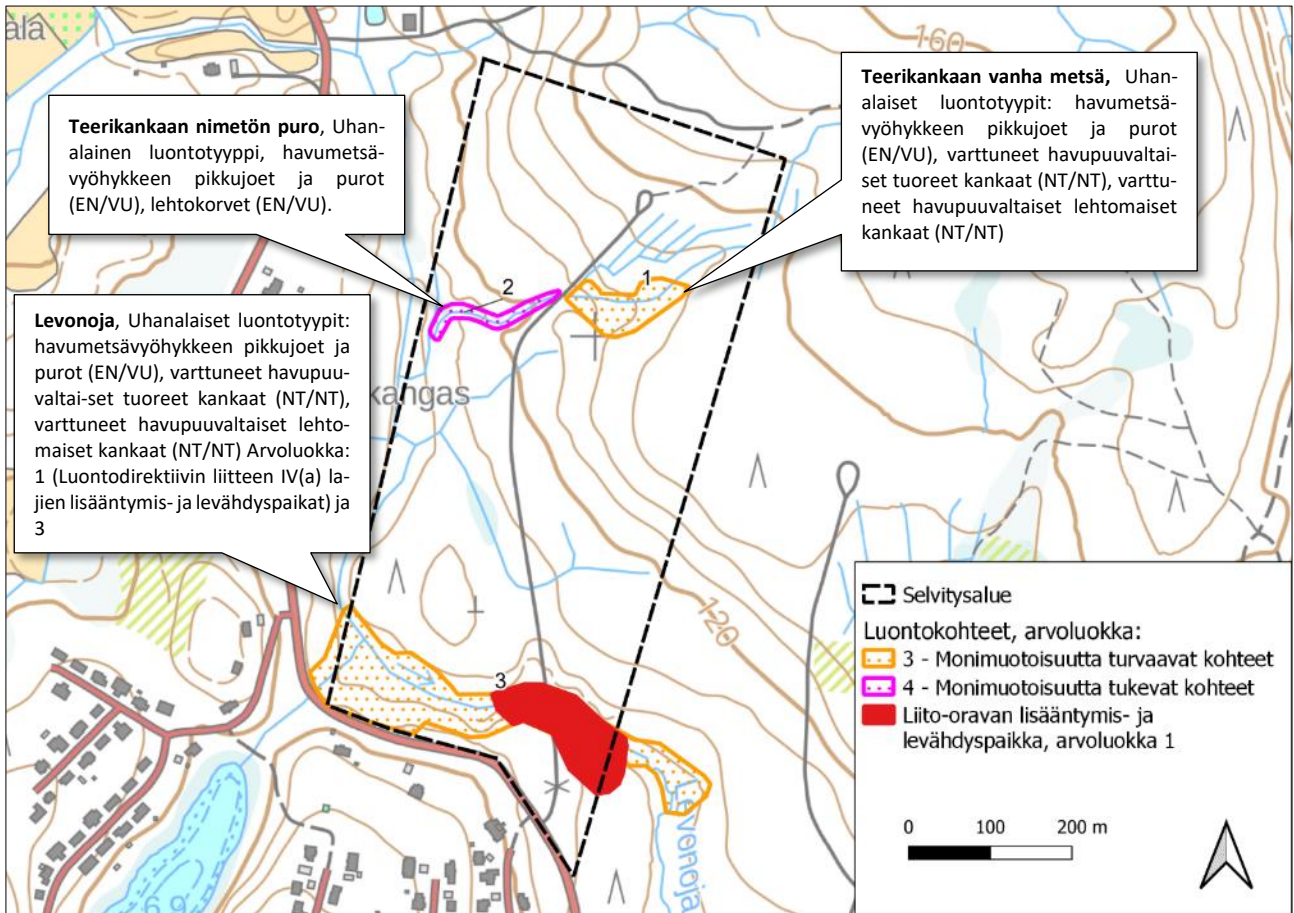 ala
160
Teerikankaan nimetön puro, Uhan-
alainen luontotyyppi, havumetsä-
vyöhykkeen pikkujoet ja purot
(EN/VU), lehtokorvet (EN/VU).
Teerikankaan vanha metsä, Uhan-
alaiset luontotyypit: havumetsä-
vyöhykkeen pikkujoet ja purot
(EN/VU), varttuneet havupuuvaltai-
set tuoreet kankaat (NT/NT), varttu-
neet havupuuvaltaiset lehtomaiset
kankaat (NT/NT)
2
1
Levonoja, Uhanalaiset luontotyypit:
havumetsävyöhykkeen pikkujoet ja
purot (EN/VU), varttuneet havupuu-
valtai-set tuoreet kankaat (NT/NT),
varttuneet havupuuvaltaiset lehto-
maiset kankaat (NT/NT) Arvoluokka:
1 (Luontodirektiivin liitteen IV(a) la-
jien lisääntymis- ja levähdyspaikat) ja
3
kangas
120
3
Levonoja
Selvitysalue
Luontokohteet, arvoluokka:
3 - Monimuotoisuutta turvaavat kohteet
4 - Monimuotoisuutta tukevat kohteet
Liito-oravan lisääntymis- ja
levähdyspaikka, arvoluokka 1
0 100 200 m